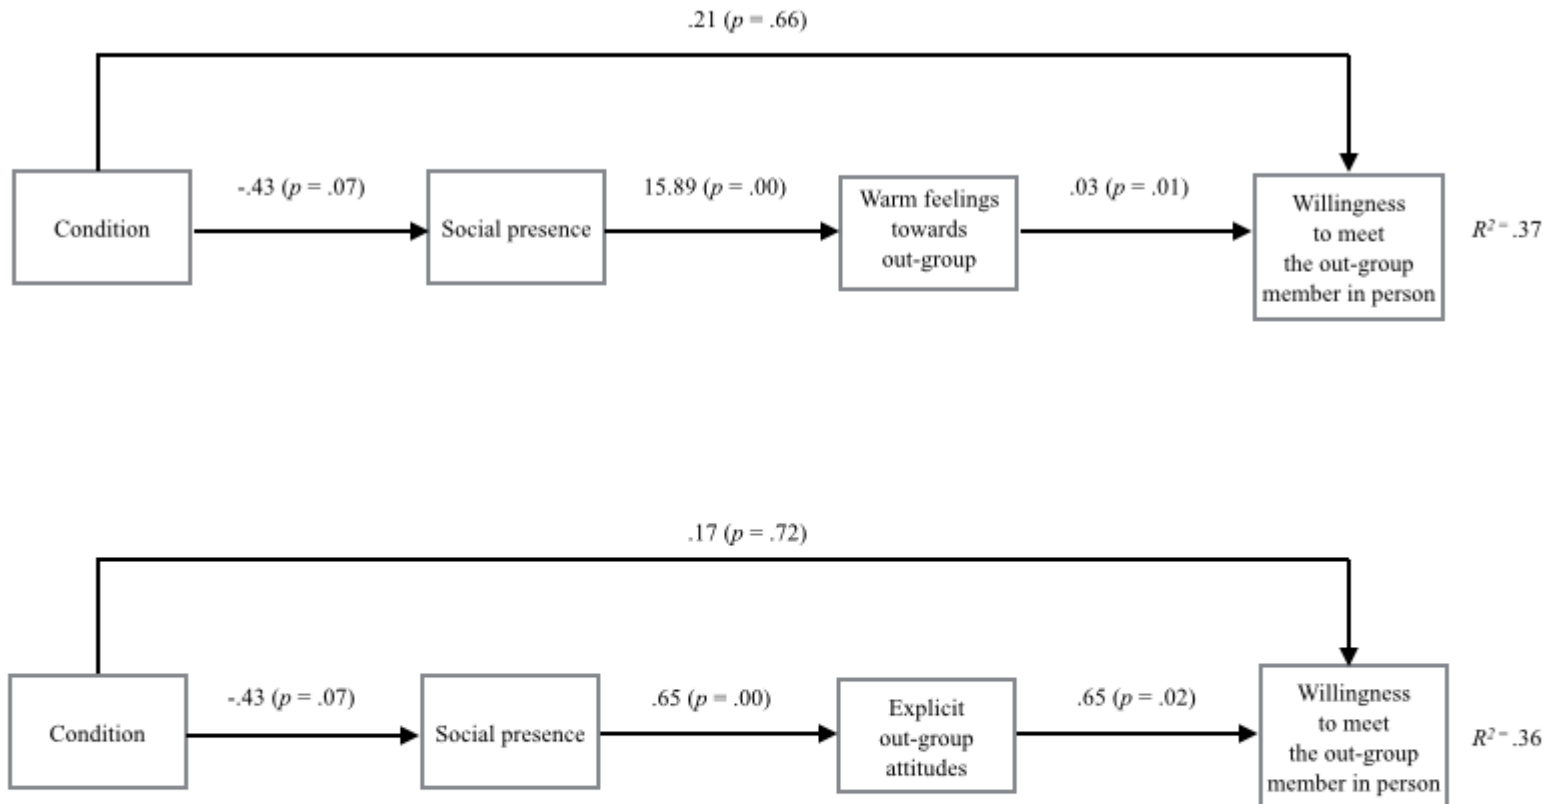 .21 (p = .66)
-.43 (p = .07)
15.89 (p = .00)
.03 (p = .01)
Condition
Social presence
Warm feelings
towards
out-group
Willingness
to meet
the out-group
member in person
R² = .37
.17 (p = .72)
-.43 (p = .07)
.65 (p = .00)
.65 (p = .02)
Condition
Social presence
Explicit
out-group
attitudes
Willingness
to meet
the out-group
member in person
R² = .36